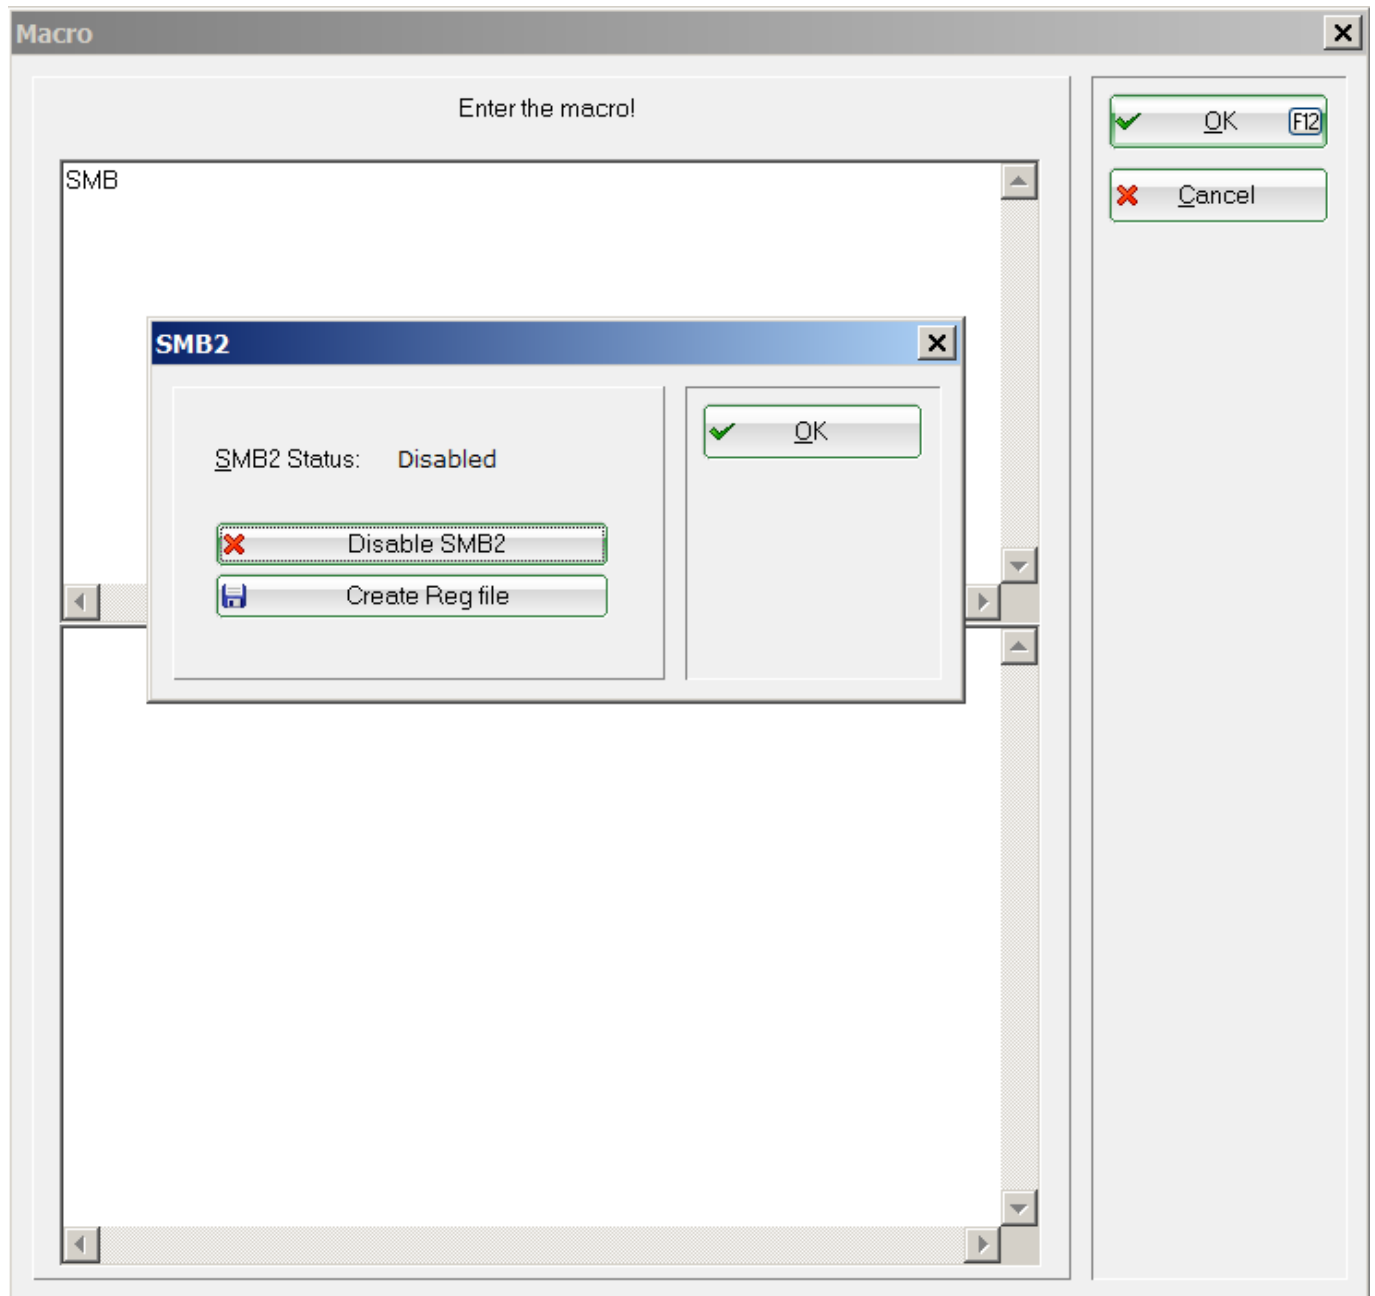 Macro
Enter the macro!
OK F12
Cancel
SMB
SMB2
SMB2 Status: Disabled
OK
Disable SMB2
Create Reg file